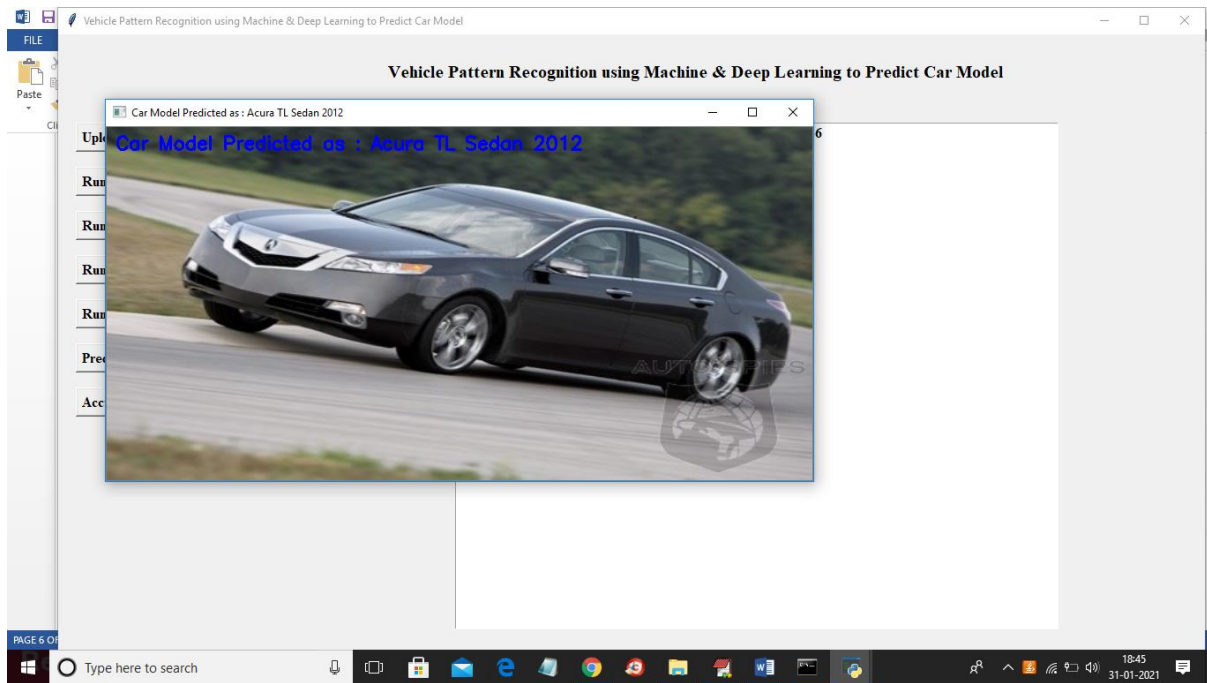 Vehicle Pattern Recognition using Machine & Deep Learning to Predict Car Model
FILE
Vehicle Pattern Recognition using Machine & Deep Learning to Predict Car Model
Paste
Car Model Predicted as : Acura TL Sedan 2012
Cli
Uplo
6
Car Model Predicted as : Acura TL Sedan 2012
Run
Run
Run
Run
Pred
AUTOSPIES
Acc
PAGE 6 OF
Type here to search
18:45
31-01-2021